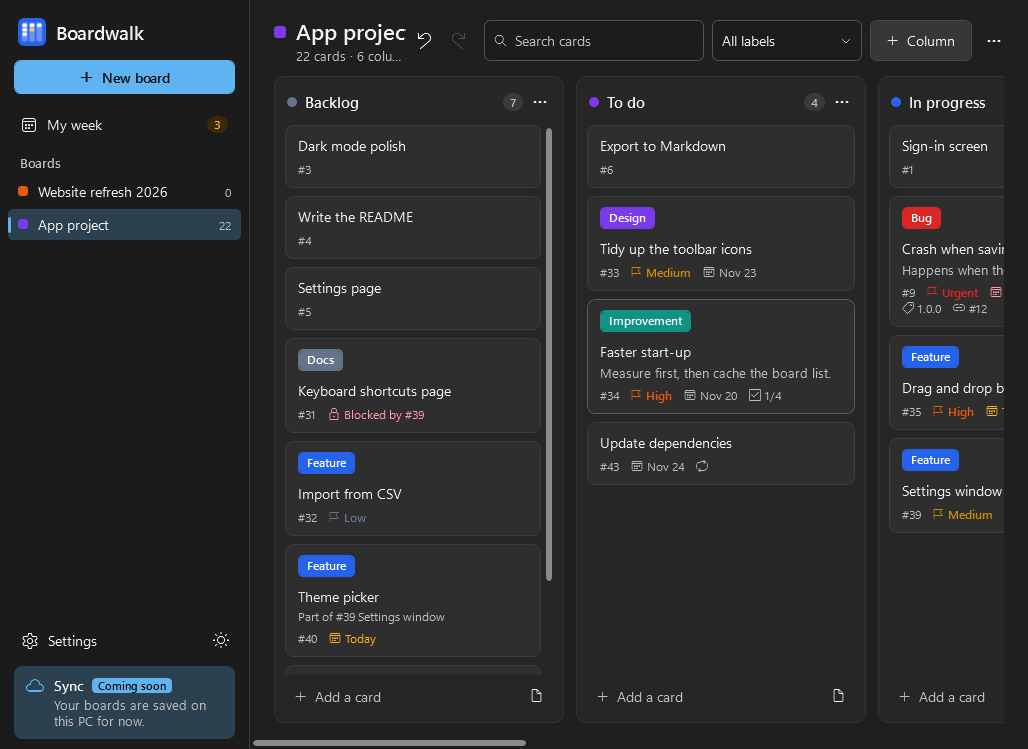 Boardwalk
New board
My week
3
Boards
Website refresh 2026
0
App project
22
Settings
Sync
Coming soon
Your boards are saved on
this PC for now.
App projec
22 cards · 6 colu...
Search cards
All labels
Column
Backlog
7
Dark mode polish
#3
Write the README
#4
Settings page
#5
Docs
Keyboard shortcuts page
#31 Blocked by #39
Feature
Import from CSV
#32 Low
Feature
Theme picker
Part of #39 Settings window
#40 Today
Add a card
To do
4
Export to Markdown
#6
Design
Tidy up the toolbar icons
#33 Medium Nov 23
Improvement
Faster start-up
Measure first, then cache the board list.
#34 High Nov 20 1/4
Update dependencies
#43 Nov 24
Add a card
In progress
Sign-in screen
#1
Bug
Crash when savin
Happens when the
#9 Urgent
1.0.0 #12
Feature
Drag and drop b
#35 High
Feature
Settings window
#39 Medium
Add a card